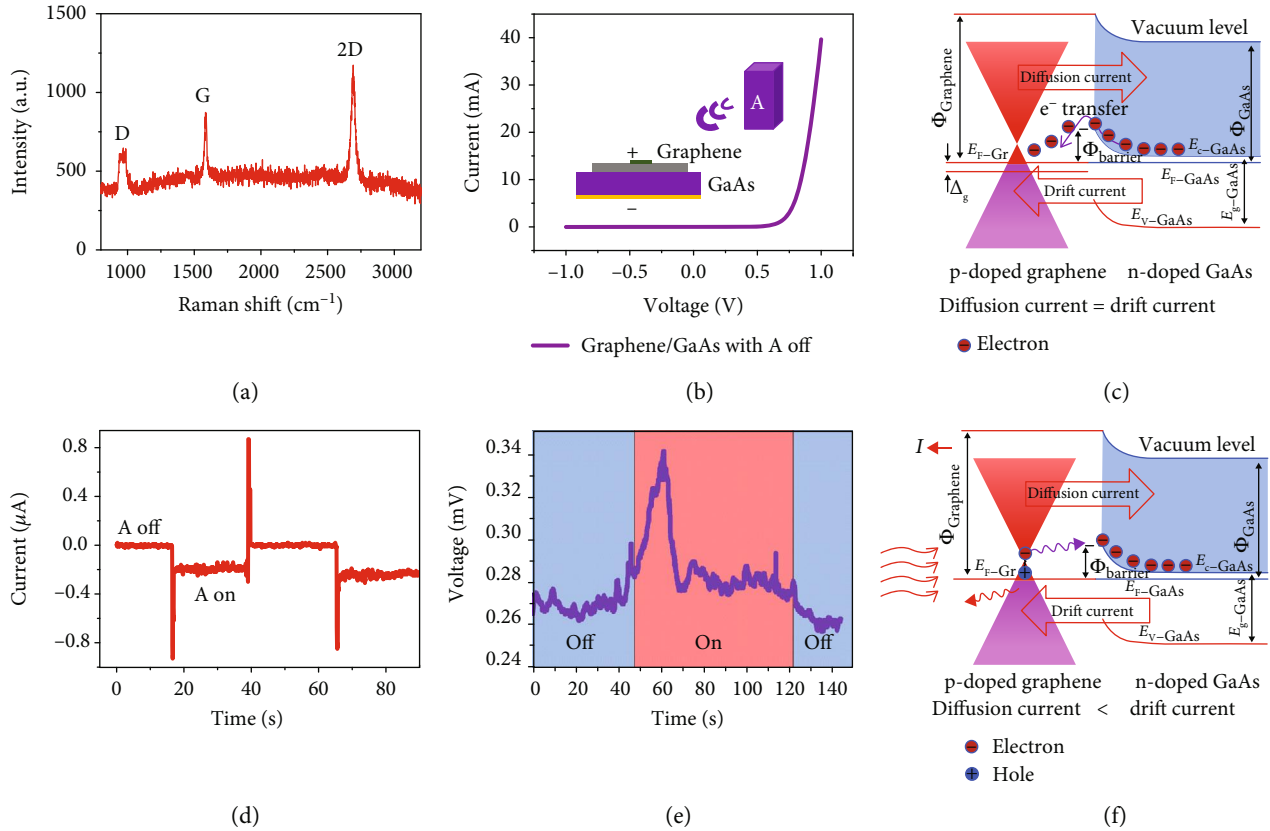 1500
1000
500
0
Intensity (a.u.)
D
G
2D
1000
1500
2000
2500
3000
Raman shift (cm⁻¹)
(a)
40
30
20
10
0
Current (mA)
A
+
Graphene
GaAs
−
−1.0
−0.5
0.0
0.5
1.0
Voltage (V)
Graphene/GaAs with A off
(b)
Vacuum level
Φ_Graphene
Diffusion current
Φ_GaAs
e⁻ transfer
−
E_F−Gr
Φ_barrier
E_c−GaAs
E_F−GaAs
Δ_g
Drift current
E_V−GaAs
E_g−GaAs
p-doped graphene
n-doped GaAs
Diffusion current = drift current
− Electron
(c)
0.8
0.4
0.0
−0.4
−0.8
Current (μA)
A off
A on
0
20
40
60
80
Time (s)
(d)
0.34
0.32
0.30
0.28
0.26
0.24
Voltage (mV)
Off
On
Off
0
20
40
60
80
100
120
140
Time (s)
(e)
I
Vacuum level
Φ_Graphene
Diffusion current
Φ_GaAs
−
+
E_F−Gr
Φ_barrier
E_c−GaAs
E_F−GaAs
Drift current
E_V−GaAs
E_g−GaAs
p-doped graphene
n-doped GaAs
Diffusion current < drift current
− Electron
+ Hole
(f)